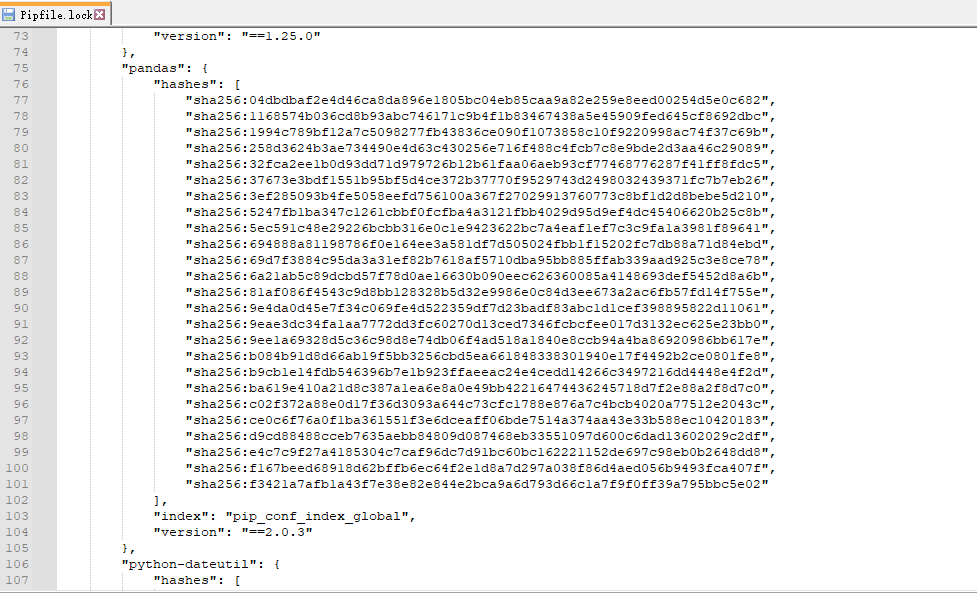 Pipfile.lock
73 "version": "==1.25.0"
74 },
75 "pandas": {
76 "hashes": [
77 "sha256:04dbdbaf2e4d46ca8da896e1805bc04eb85caa9a82e259e8eed00254d5e0c682",
78 "sha256:1168574b036cd8b93abc746171c9b4f1b83467438a5e45909fed645cf8692dbc",
79 "sha256:1994c789bf12a7c5098277fb43836ce090f1073858c10f9220998ac74f37c69b",
80 "sha256:258d3624b3ae734490e4d63c430256e716f488c4fcb7c8e9bde2d3aa46c29089",
81 "sha256:32fca2ee1b0d93dd71d979726b12b61faa06aeb93cf77468776287f41ff8fdc5",
82 "sha256:37673e3bdf1551b95bf5d4ce372b37770f9529743d2498032439371fc7b7eb26",
83 "sha256:3ef285093b4fe5058eefd756100a367f27029913760773c8bf1d2d8bebe5d210",
84 "sha256:5247fb1ba347c1261cbbf0fcfba4a3121fbb4029d95d9ef4dc45406620b25c8b",
85 "sha256:5ec591c48e29226bcbb316e0c1e9423622bc7a4eaf1ef7c3c9fa1a3981f89641",
86 "sha256:694888a81198786f0e164ee3a581df7d505024fbb1f15202fc7db88a71d84ebd",
87 "sha256:69d7f3884c95da3a31ef82b7618af5710dba95bb885ffab339aad925c3e8ce78",
88 "sha256:6a21ab5c89dcbd57f78d0ae16630b090eec626360085a4148693def5452d8a6b",
89 "sha256:81af086f4543c9d8bb128328b5d32e9986e0c84d3ee673a2ac6fb57fd14f755e",
90 "sha256:9e4da0d45e7f34c069fe4d522359df7d23badf83abc1d1cef398895822d11061",
91 "sha256:9eae3dc34fa1aa7772dd3fc60270d13ced7346fcbcfee017d3132ec625e23bb0",
92 "sha256:9ee1a69328d5c36c98d8e74db06f4ad518a1840e8ccb94a4ba86920986bb617e",
93 "sha256:b084b91d8d66ab19f5bb3256cbd5ea661848338301940e17f4492b2ce0801fe8",
94 "sha256:b9cb1e14fdb546396b7e1b923ffaeeac24e4cedd14266c3497216dd4448e4f2d",
95 "sha256:ba619e410a21d8c387a1ea6e8a0e49bb42216474436245718d7f2e88a2f8d7c0",
96 "sha256:c02f372a88e0d17f36d3093a644c73cfc1788e876a7c4bcb4020a77512e2043c",
97 "sha256:ce0c6f76a0f1ba361551f3e6dceaff06bde7514a374aa43e33b588ec10420183",
98 "sha256:d9cd88488cceb7635aebb84809d087468eb33551097d600c6dad13602029c2df",
99 "sha256:e4c7c9f27a4185304c7caf96dc7d91bc60bc162221152de697c98eb0b2648dd8",
100 "sha256:f167beed68918d62bffb6ec64f2e1d8a7d297a038f86d4aed056b9493fca407f",
101 "sha256:f3421a7afb1a43f7e38e82e844e2bca9a6d793d66c1a7f9f0ff39a795bbc5e02"
102 ],
103 "index": "pip_conf_index_global",
104 "version": "==2.0.3"
105 },
106 "python-dateutil": {
107 "hashes": [